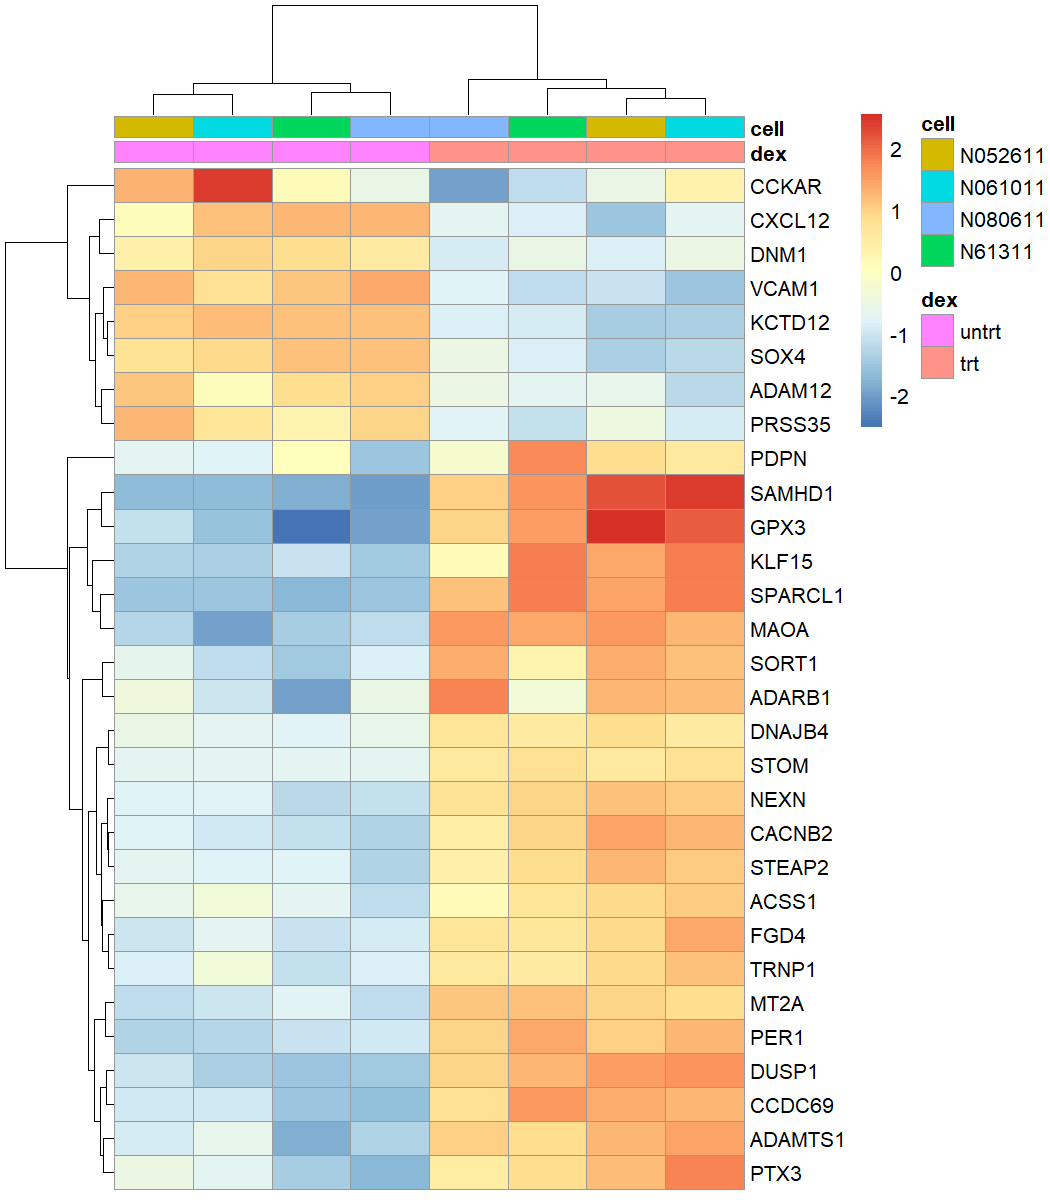 cell
dex
CCKAR
CXCL12
DNM1
VCAM1
KCTD12
SOX4
ADAM12
PRSS35
PDPN
SAMHD1
GPX3
KLF15
SPARCL1
MAOA
SORT1
ADARB1
DNAJB4
STOM
NEXN
CACNB2
STEAP2
ACSS1
FGD4
TRNP1
MT2A
PER1
DUSP1
CCDC69
ADAMTS1
PTX3
2
1
0
-1
-2
cell
N052611
N061011
N080611
N61311
dex
untrt
trt